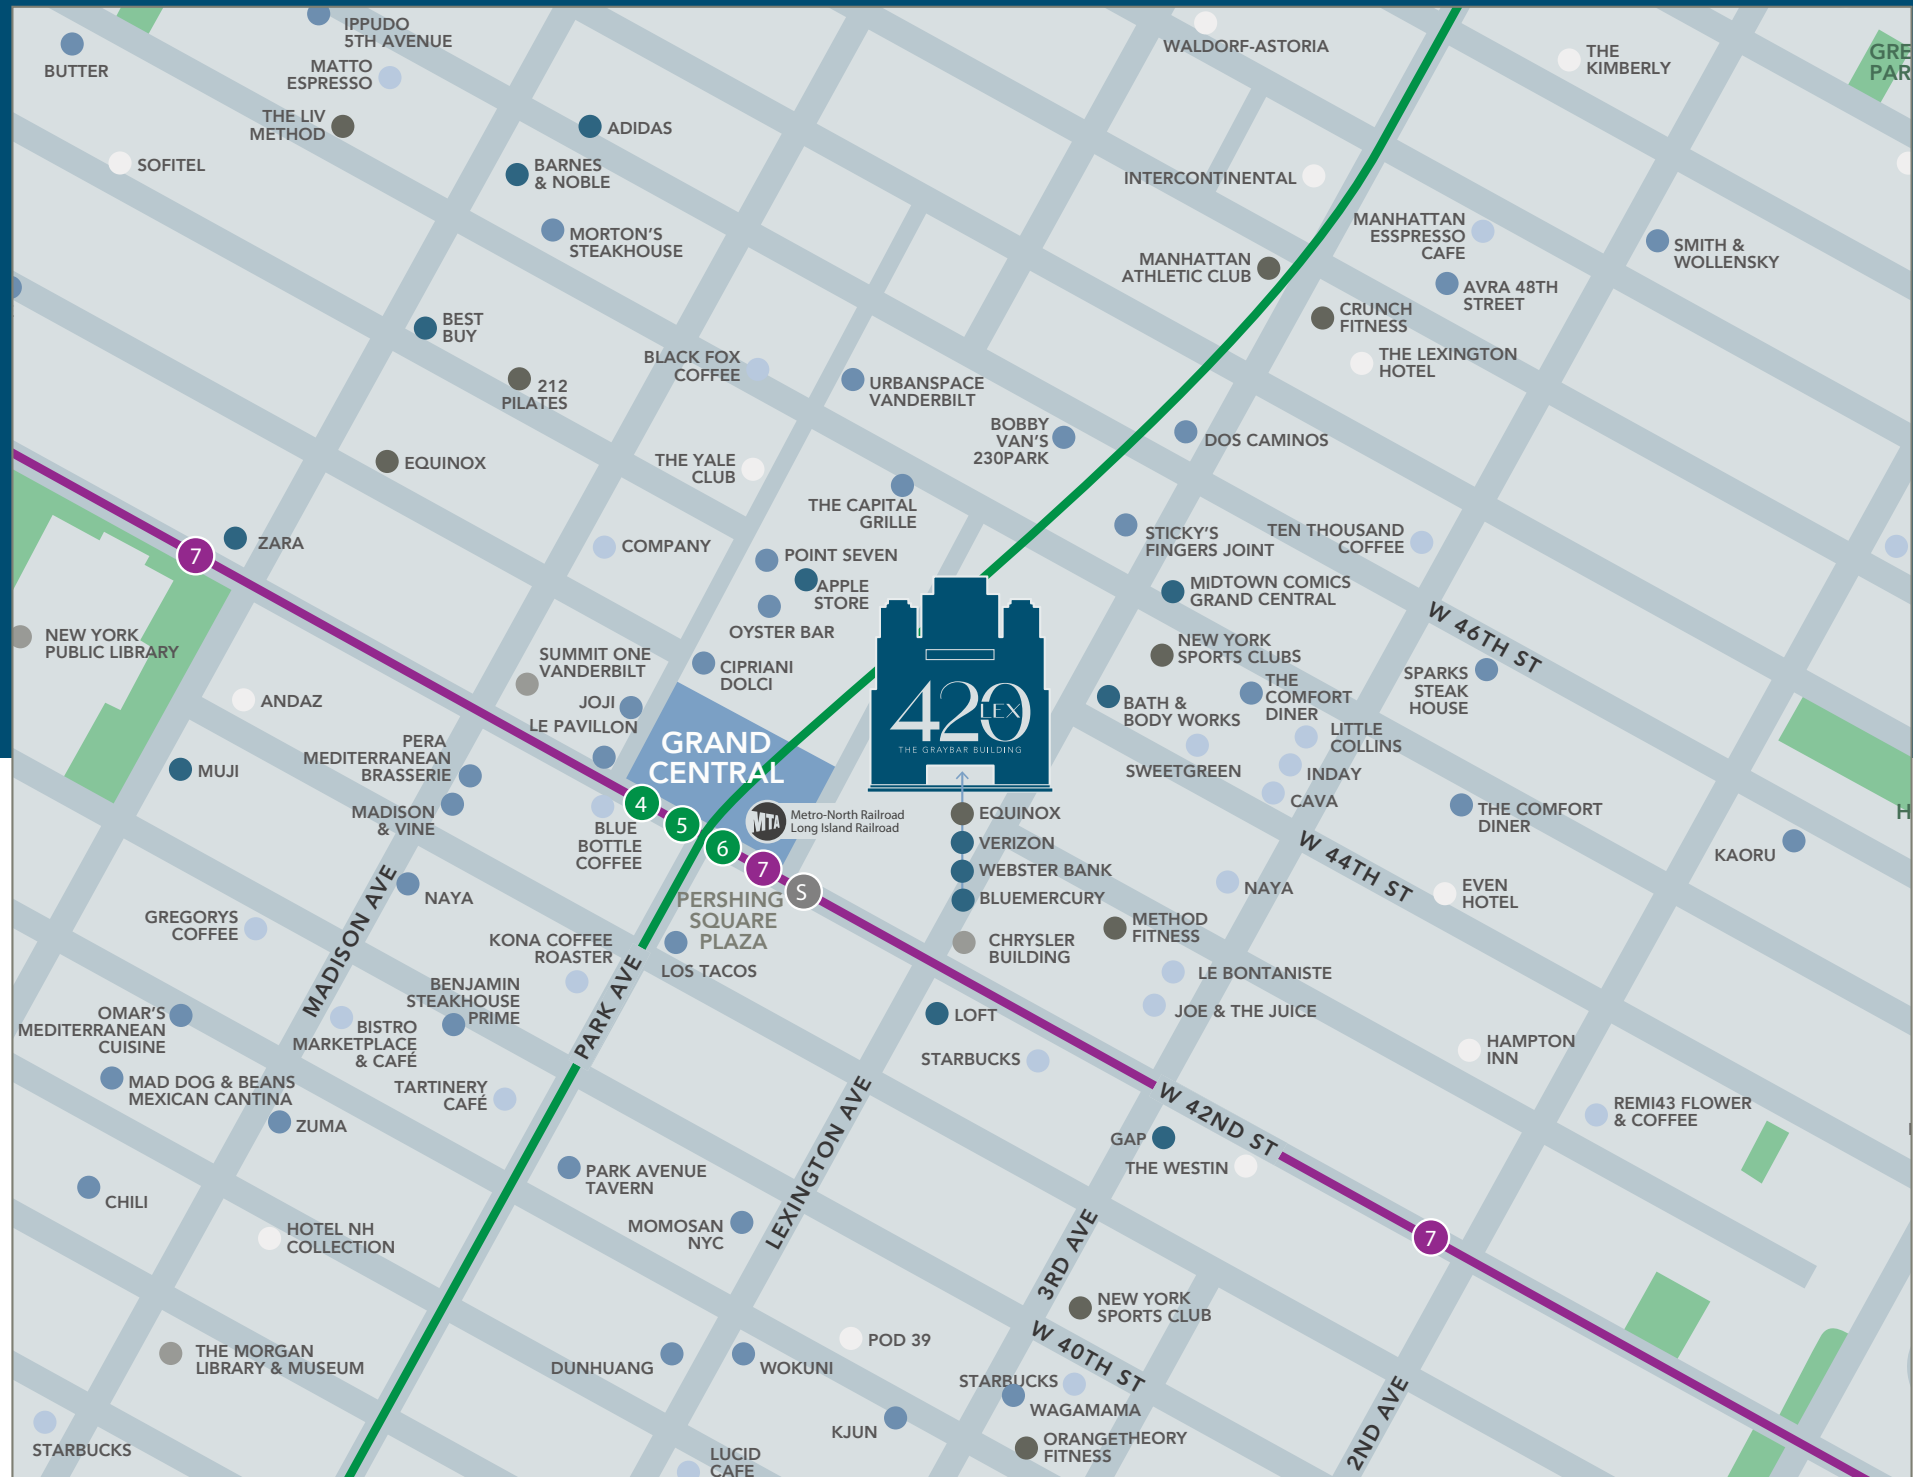 IPPUDO
5TH AVENUE
BUTTER
MATTO
ESPRESSO
THE LIV
METHOD
SOFITEL
ADIDAS
BARNES
& NOBLE
MORTON'S
STEAKHOUSE
WALDORF-ASTORIA
THE
KIMBERLY
GRE
PAR
INTERCONTINENTAL
MANHATTAN
ESSPRESSO
CAFE
MANHATTAN
ATHLETIC CLUB
SMITH &
WOLLENSKY
AVRA 48TH
STREET
CRUNCH
FITNESS
THE LEXINGTON
HOTEL
BEST
BUY
212
PILATES
BLACK FOX
COFFEE
URBANSPACE
VANDERBILT
BOBBY
VAN'S
230PARK
DOS CAMINOS
EQUINOX
THE YALE
CLUB
THE CAPITAL
GRILLE
STICKY'S
FINGERS JOINT
TEN THOUSAND
COFFEE
7
ZARA
COMPANY
POINT SEVEN
APPLE
STORE
OYSTER BAR
MIDTOWN COMICS
GRAND CENTRAL
W 46TH ST
NEW YORK
PUBLIC LIBRARY
SUMMIT ONE
VANDERBILT
CIPRIANI
DOLCI
NEW YORK
SPORTS CLUBS
SPARKS
STEAK
HOUSE
ANDAZ
JOJI
LE PAVILLON
420
LEX
THE GRAYBAR BUILDING
BATH &
BODY WORKS
THE
COMFORT
DINER
LITTLE
COLLINS
PERA
MEDITERRANEAN
BRASSERIE
GRAND
CENTRAL
MUJI
SWEETGREEN
INDAY
CAVA
MADISON
& VINE
BLUE
BOTTLE
COFFEE
4
5
6
7
S
MTA
Metro-North Railroad
Long Island Railroad
EQUINOX
VERIZON
WEBSTER BANK
BLUEMERCURY
THE COMFORT
DINER
H
KAORU
W 44TH ST
NAYA
EVEN
HOTEL
MADISON AVE
NAYA
PERSHING
SQUARE
PLAZA
GREGORYS
COFFEE
KONA COFFEE
ROASTER
LOS TACOS
CHRYSLER
BUILDING
METHOD
FITNESS
LE BONTANISTE
JOE & THE JUICE
BENJAMIN
STEAKHOUSE
PRIME
PARK AVE
OMAR'S
MEDITERRANEAN
CUISINE
BISTRO
MARKETPLACE
& CAFÉ
LOFT
STARBUCKS
HAMPTON
INN
MAD DOG & BEANS
MEXICAN CANTINA
ZUMA
TARTINERY
CAFÉ
LEXINGTON AVE
W 42ND ST
REMI43 FLOWER
& COFFEE
GAP
THE WESTIN
CHILI
PARK AVENUE
TAVERN
MOMOSAN
NYC
HOTEL NH
COLLECTION
3RD AVE
7
NEW YORK
SPORTS CLUB
THE MORGAN
LIBRARY & MUSEUM
DUNHUANG
WOKUNI
POD 39
W 40TH ST
STARBUCKS
WAGAMAMA
KJUN
ORANGETHEORY
FITNESS
2ND AVE
STARBUCKS
LUCID
CAFE